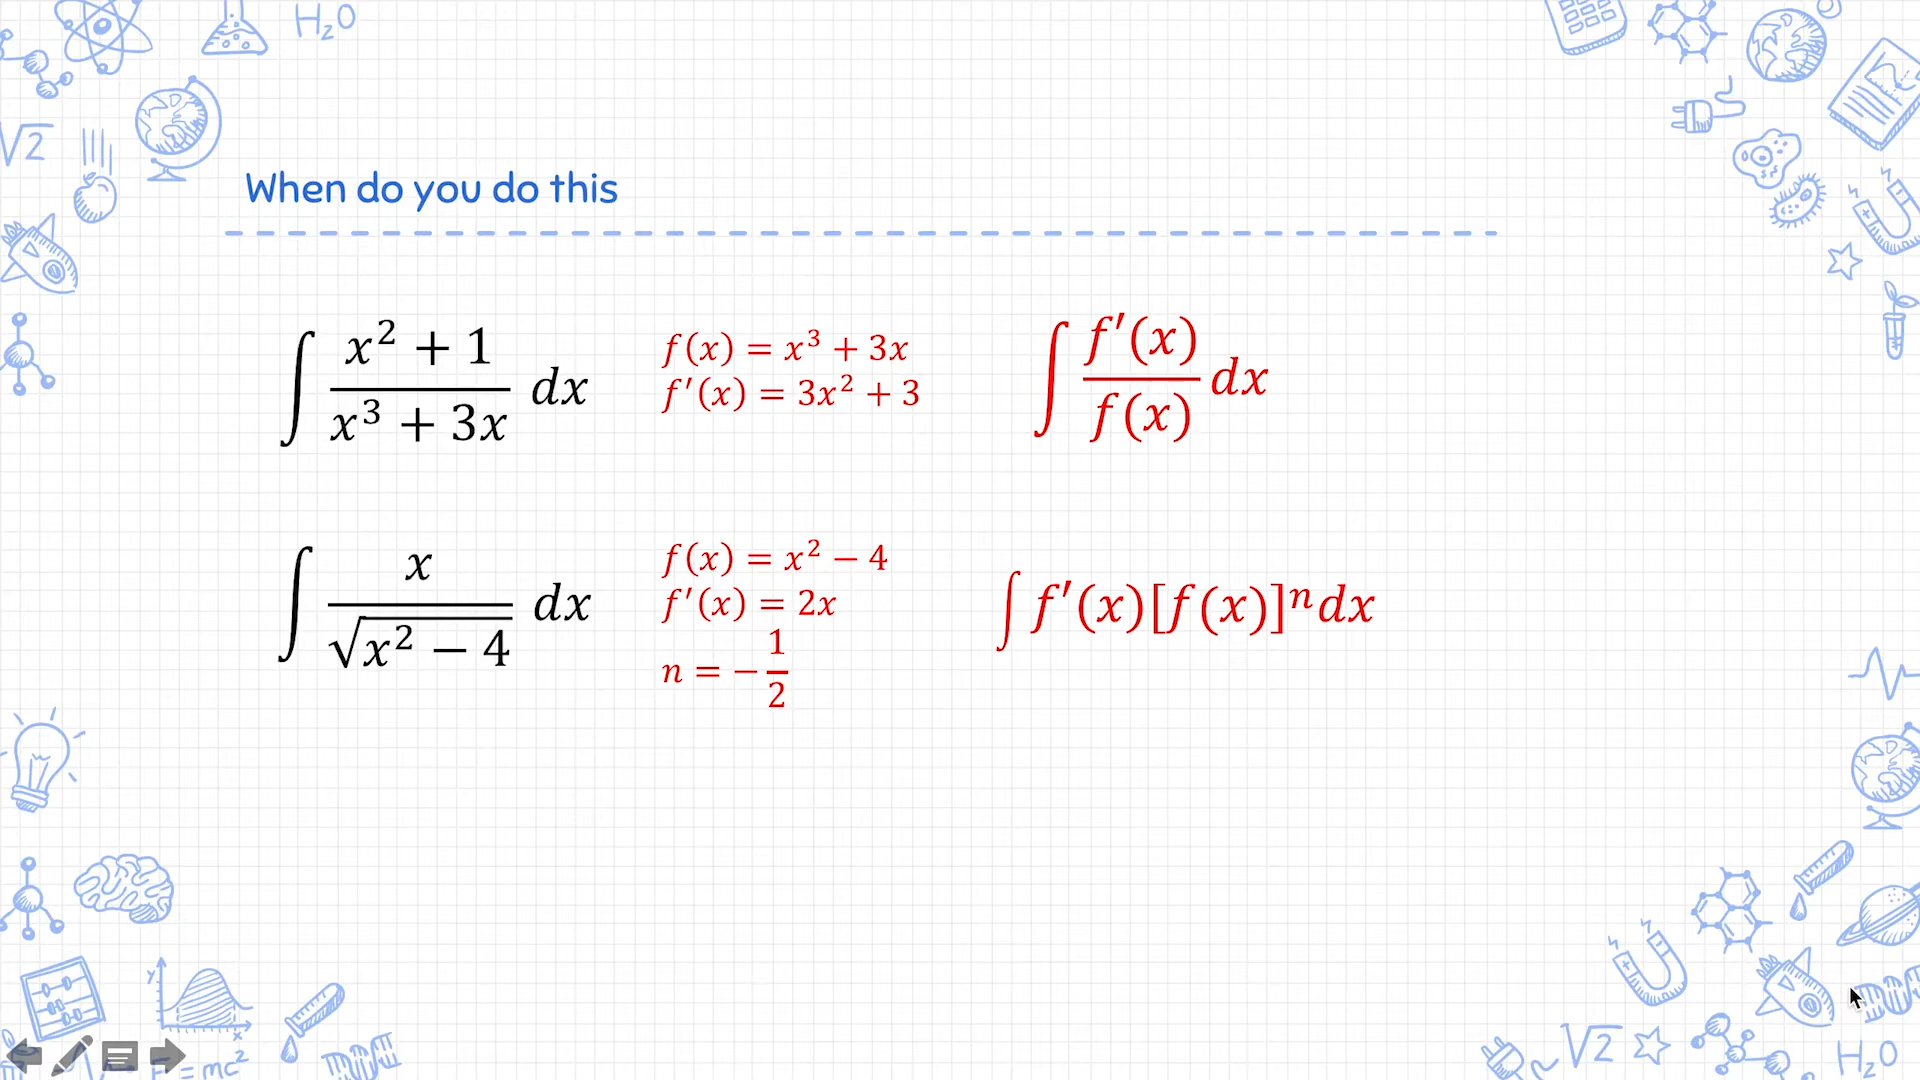 H₂O
√2
When do you do this
∫ (x² + 1)/(x³ + 3x) dx
f(x) = x³ + 3x
f′(x) = 3x² + 3
∫ f′(x)/f(x) dx
∫ x/√(x² − 4) dx
f(x) = x² − 4
f′(x) = 2x
n = −1/2
∫ f′(x)[f(x)]ⁿdx
y
x
= mc²
√2
H₂O